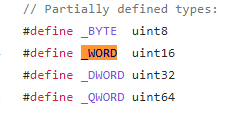 // Partially defined types:
#define _BYTE  uint8
#define _WORD  uint16
#define _DWORD uint32
#define _QWORD uint64